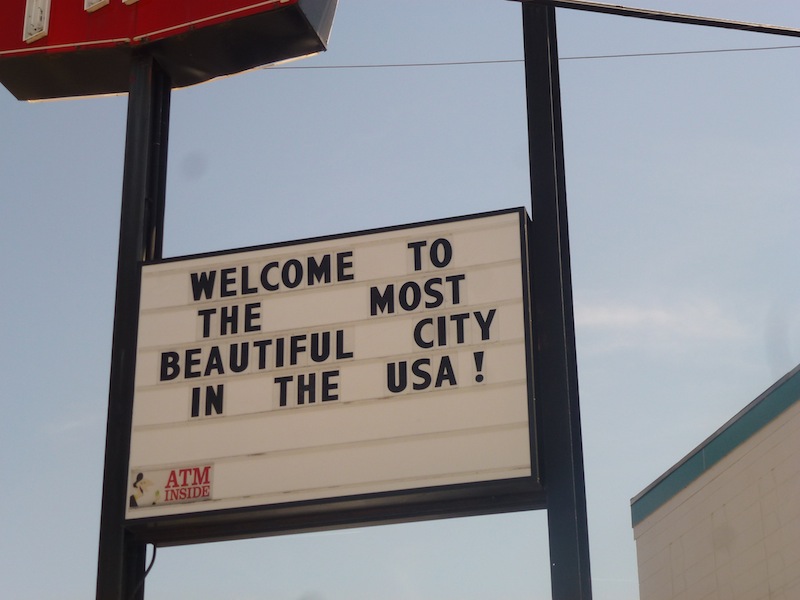 WELCOME TO
THE MOST
BEAUTIFUL CITY
IN THE USA!
ATM
INSIDE